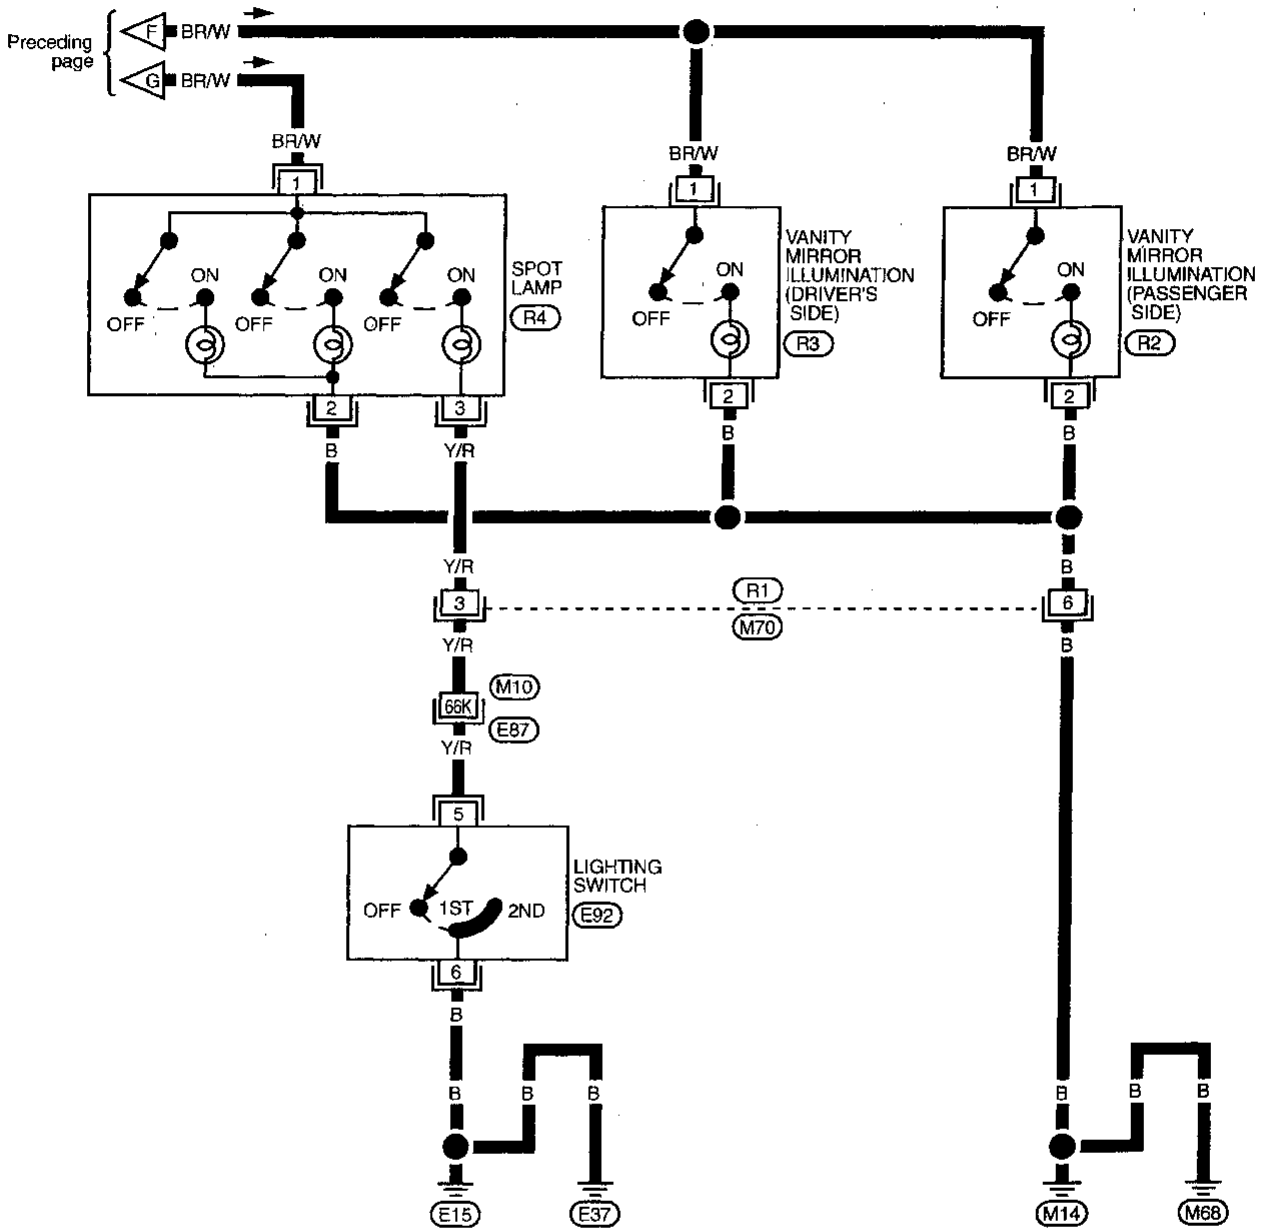 Preceding
page
F BR/W
G BR/W
BR/W
BR/W
BR/W
1
1
1
ON
ON
ON
OFF
OFF
OFF
SPOT
LAMP
R4
ON
OFF
VANITY
MIRROR
ILLUMINATION
(DRIVER'S
SIDE)
R3
ON
OFF
VANITY
MIRROR
ILLUMINATION
(PASSENGER
SIDE)
R2
2
3
2
2
B
Y/R
B
B
Y/R
B
3
R1
M70
6
Y/R
B
66K
M10
E87
Y/R
5
LIGHTING
SWITCH
E92
OFF
1ST
2ND
6
B
B
B
B
B
B
B
E15
E37
M14
M68